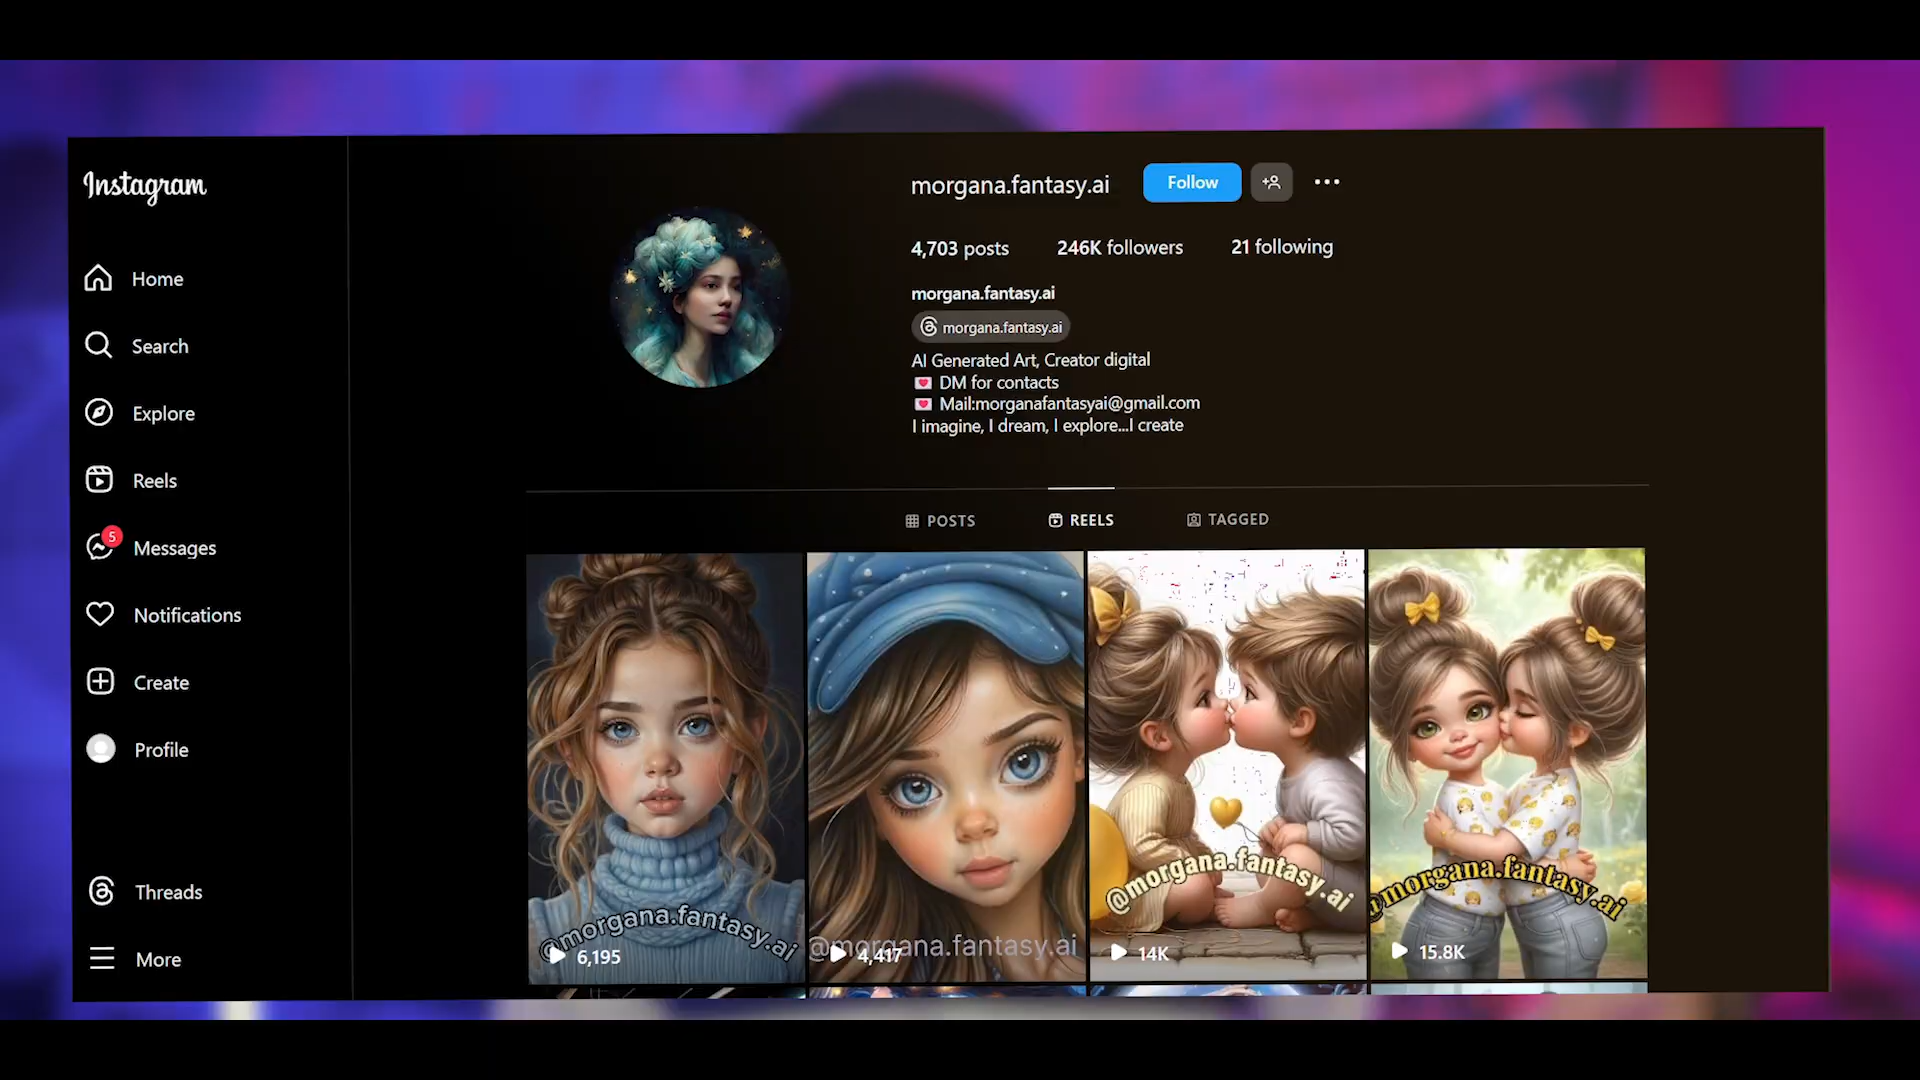 Instagram
Home
Search
Explore
Reels
5
Messages
Notifications
Create
Profile
Threads
More
morgana.fantasy.ai
Follow
4,703 posts
246K followers
21 following
morgana.fantasy.ai
morgana.fantasy.ai
AI Generated Art, Creator digital
💌 DM for contacts
💌 Mail:morganafantasyai@gmail.com
I imagine, I dream, I explore...I create
POSTS
REELS
TAGGED
@morgana.fantasy.ai
6,195
@morgana.fantasy.ai
4,417
@morgana.fantasy.ai
14K
@morgana.fantasy.ai
15.8K